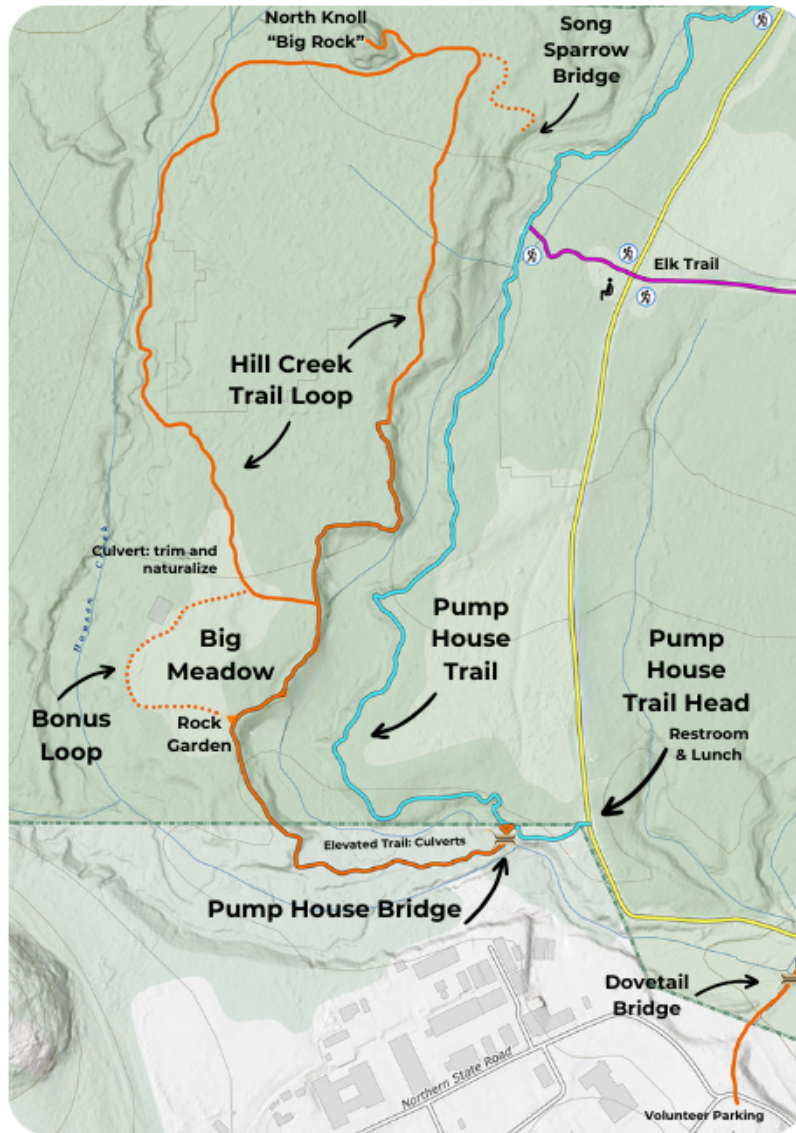 North Knoll
“Big Rock”
Song
Sparrow
Bridge
Elk Trail
Hill Creek
Trail Loop
Culvert: trim and
naturalize
Hansen Creek
Big
Meadow
Pump
House
Trail
Pump
House
Trail Head
Restroom
& Lunch
Bonus
Loop
Rock
Garden
Elevated Trail: Culverts
Pump House Bridge
Dovetail
Bridge
Northern State Road
Volunteer Parking